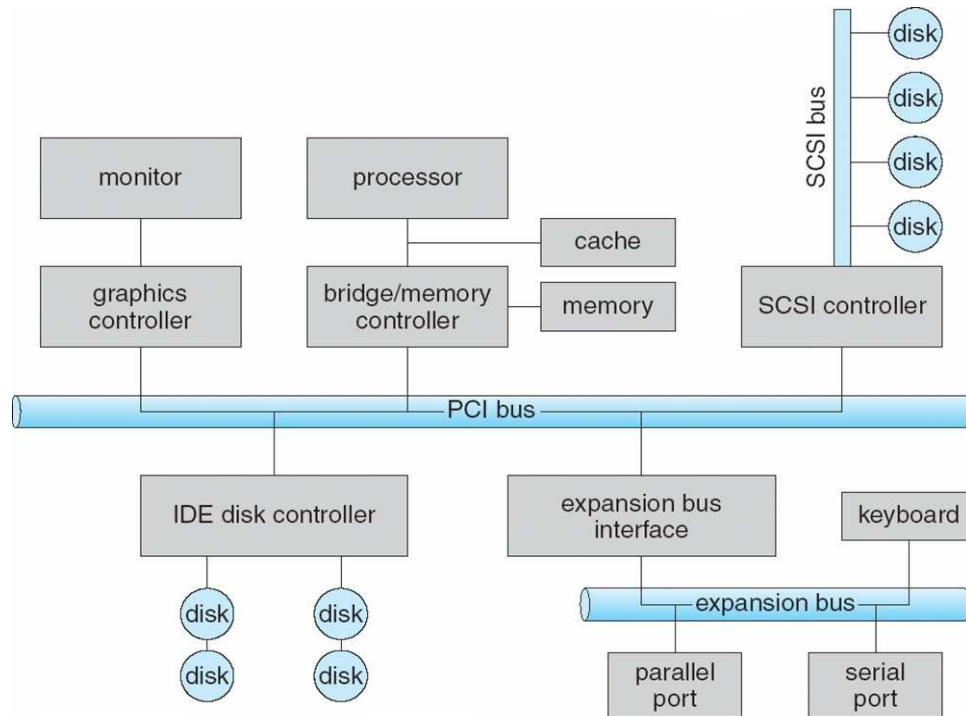 disk
disk
disk
disk
SCSI bus
monitor
processor
cache
graphics
controller
bridge/memory
controller
memory
SCSI controller
PCI bus
IDE disk controller
expansion bus
interface
keyboard
disk
disk
disk
disk
expansion bus
parallel
port
serial
port